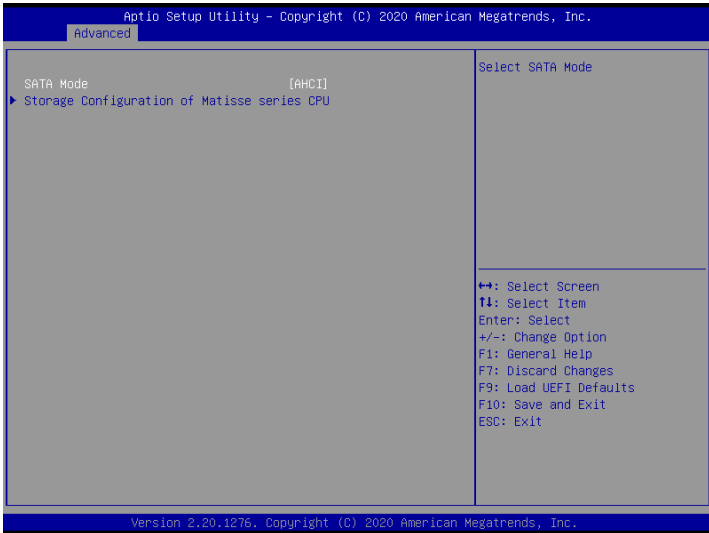 Aptio Setup Utility – Copyright (C) 2020 American Megatrends, Inc.
Advanced
SATA Mode [AHCI]
Storage Configuration of Matisse series CPU
Select SATA Mode
↔: Select Screen
↑↓: Select Item
Enter: Select
+/-: Change Option
F1: General Help
F7: Discard Changes
F9: Load UEFI Defaults
F10: Save and Exit
ESC: Exit
Version 2.20.1276. Copyright (C) 2020 American Megatrends, Inc.